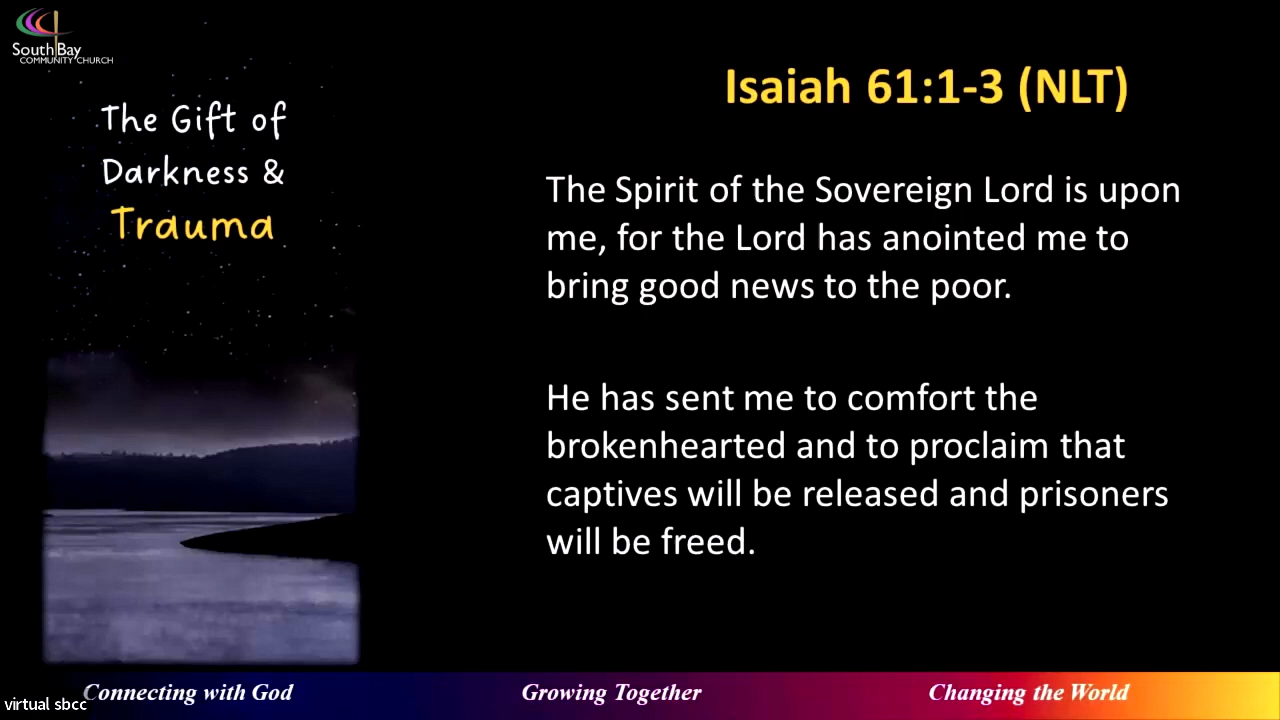 South Bay
COMMUNITY CHURCH
The Gift of
Darkness &
Trauma
Isaiah 61:1-3 (NLT)
The Spirit of the Sovereign Lord is upon
me, for the Lord has anointed me to
bring good news to the poor.
He has sent me to comfort the
brokenhearted and to proclaim that
captives will be released and prisoners
will be freed.
Connecting with God
Growing Together
Changing the World
virtual sbcc